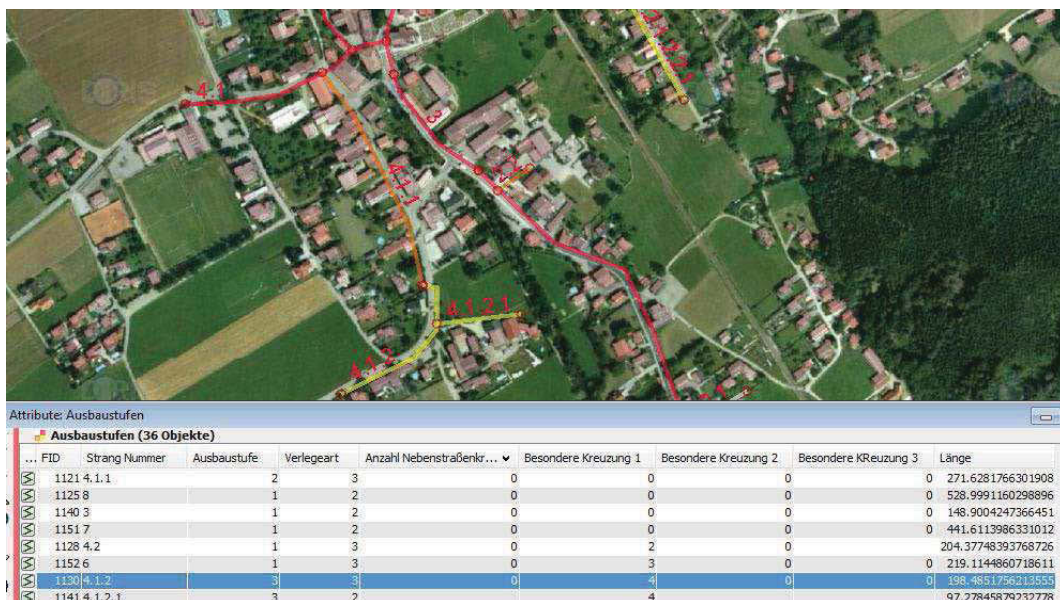 4.1
3
4.1.1
4.1.2.1
4.1.2
Attribute: Ausbaustufen
Ausbaustufen (36 Objekte)
... FID Strang Nummer Ausbaustufe Verlegeart Anzahl Nebenstraßenkr... Besondere Kreuzung 1 Besondere Kreuzung 2 Besondere KReuzung 3 Länge
1121 4.1.1 2 3 0 0 0 0 271.6281766301908
1125 8 1 2 0 0 0 0 528.9991160298896
1140 3 1 2 0 0 0 0 148.9004247366451
1151 7 1 2 0 0 0 0 441.6113986331012
1128 4.2 1 3 0 2 0 204.37748393768726
1152 6 1 3 0 3 0 0 219.1144860718611
1130 4.1.2 3 3 0 4 0 0 198.4851756213555
1141 4.1.2.1 3 2 0 4 97.27845879232778